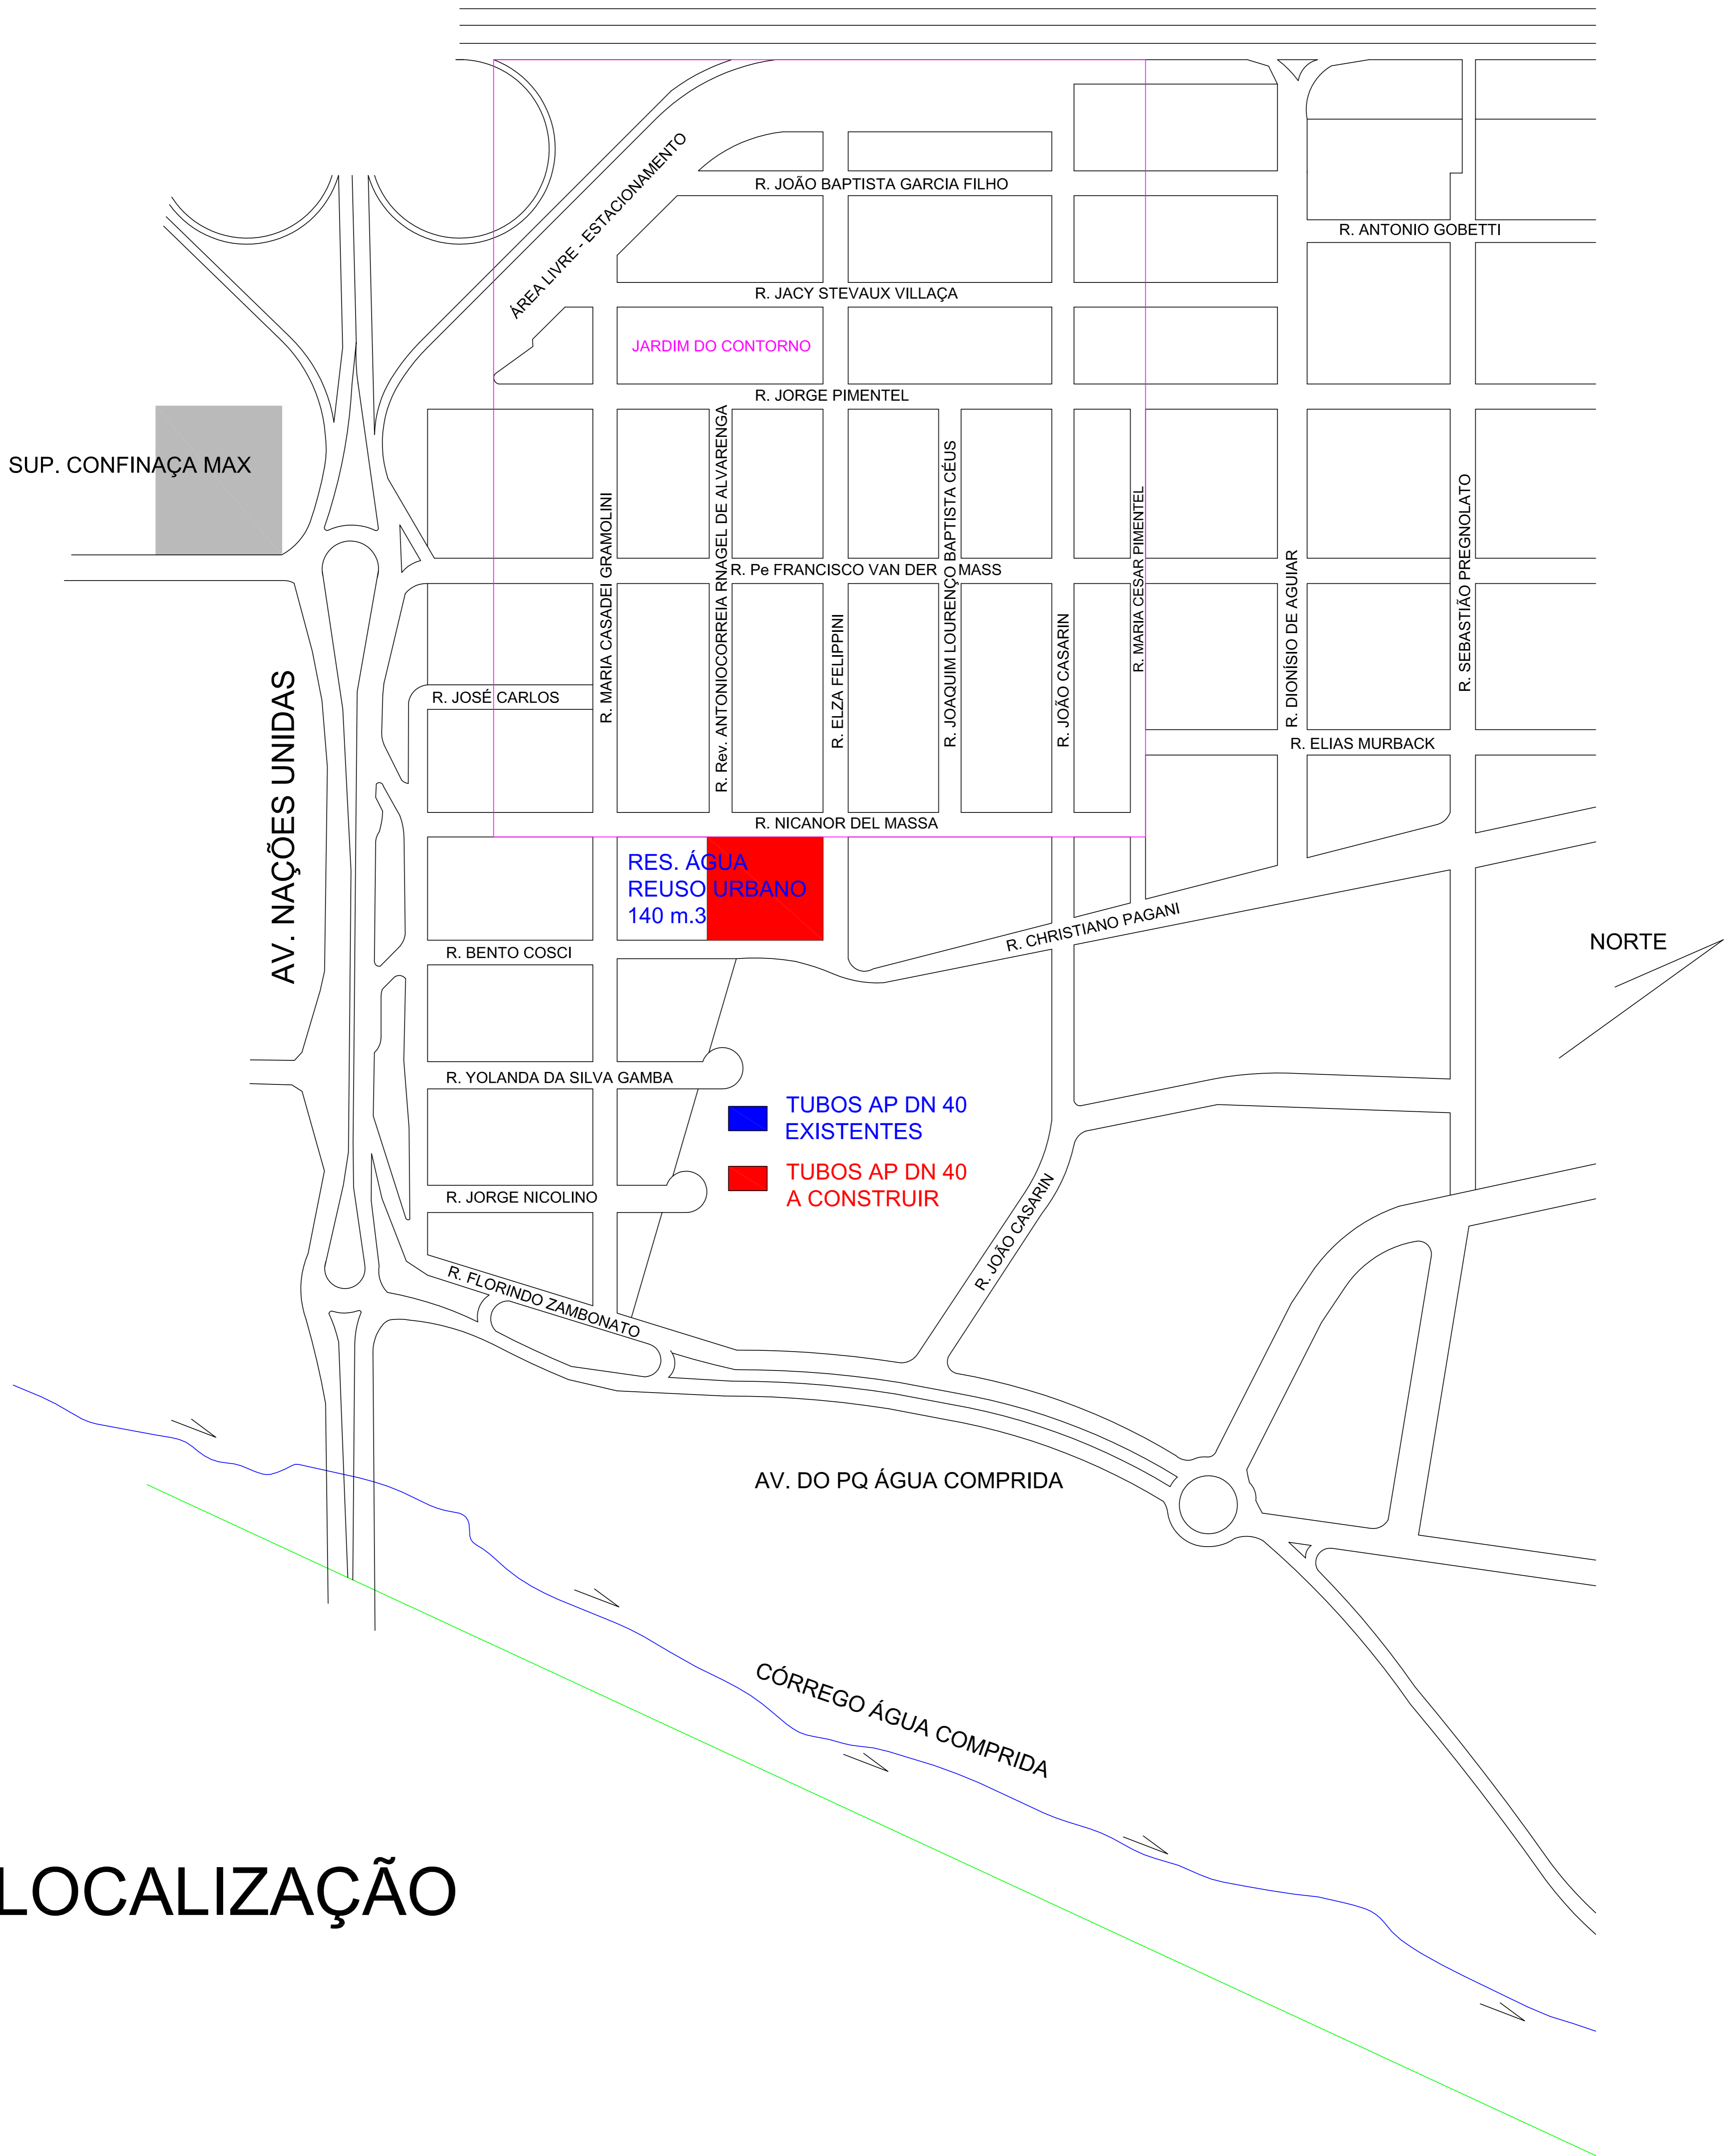 R. JOÃO BAPTISTA GARCIA FILHO
ÁREA LIVRE - ESTACIONAMENTO
R. ANTONIO GOBETTI
R. JACY STEVAUX VILLAÇA
JARDIM DO CONTORNO
R. JORGE PIMENTEL
SUP. CONFINAÇA MAX
R. MARIA CASADEI GRAMOLINI
R. Rev. ANTONIOCORREIA RNAGEL DE ALVARENGA
R. Pe FRANCISCO VAN DER MASS
R. ELZA FELIPPINI
R. JOAQUIM LOURENÇO BAPTISTA CÉUS
R. JOÃO CASARIN
R. MARIA CESAR PIMENTEL
R. DIONÍSIO DE AGUIAR
R. SEBASTIÃO PREGNOLATO
R. JOSÉ CARLOS
R. ELIAS MURBACK
AV. NAÇÕES UNIDAS
R. NICANOR DEL MASSA
RES. ÁGUA
REUSO URBANO
140 m.3
R. CHRISTIANO PAGANI
NORTE
R. BENTO COSCI
R. YOLANDA DA SILVA GAMBA
TUBOS AP DN 40
EXISTENTES
TUBOS AP DN 40
A CONSTRUIR
R. JORGE NICOLINO
R. JOÃO CASARIN
R. FLORINDO ZAMBONATO
AV. DO PQ ÁGUA COMPRIDA
CÓRREGO ÁGUA COMPRIDA
LOCALIZAÇÃO